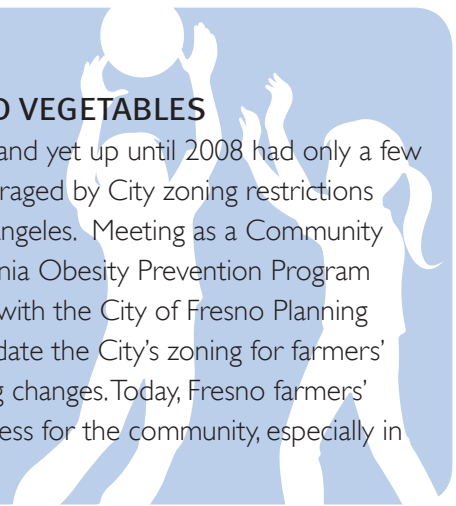 VEGETABLES
and yet up until 2008 had only a few
raged by City zoning restrictions
ngeles. Meeting as a Community
nia Obesity Prevention Program
with the City of Fresno Planning
date the City's zoning for farmers'
g changes. Today, Fresno farmers'
ess for the community, especially in